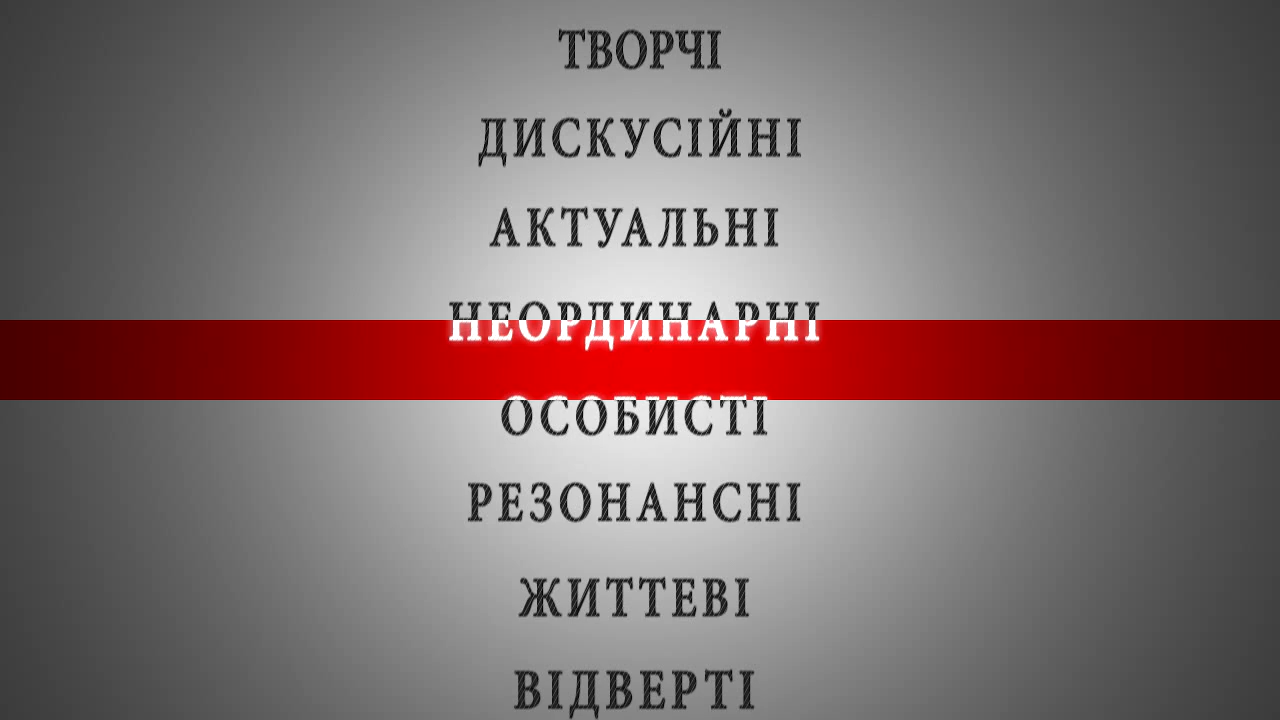 ТВОРЧІ
ДИСКУСІЙНІ
АКТУАЛЬНІ
НЕОРДИНАРНІ
ОСОБИСТІ
РЕЗОНАНСНІ
ЖИТТЕВІ
ВІДВЕРТІ